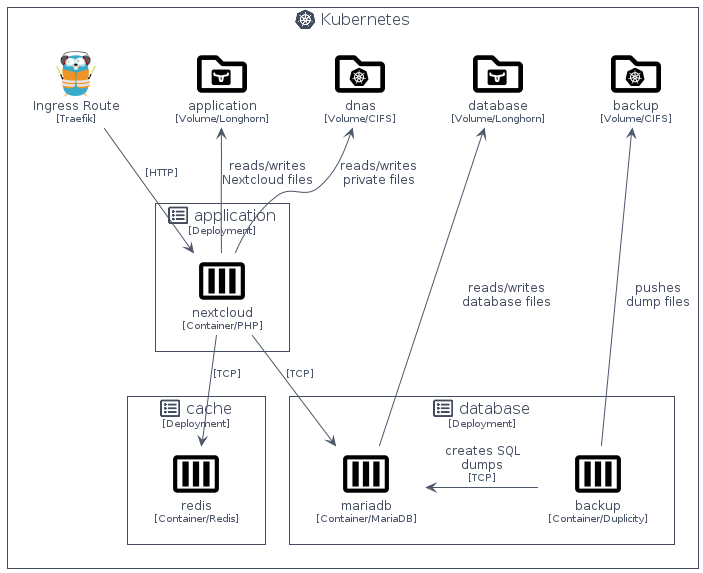 Kubernetes
Ingress Route
[Traefik]
application
[Volume/Longhorn]
dnas
[Volume/CIFS]
database
[Volume/Longhorn]
backup
[Volume/CIFS]
[HTTP]
reads/writes
Nextcloud files
reads/writes
private files
application
[Deployment]
nextcloud
[Container/PHP]
reads/writes
database files
pushes
dump files
[TCP]
[TCP]
cache
[Deployment]
redis
[Container/Redis]
database
[Deployment]
mariadb
[Container/MariaDB]
creates SQL
dumps
[TCP]
backup
[Container/Duplicity]